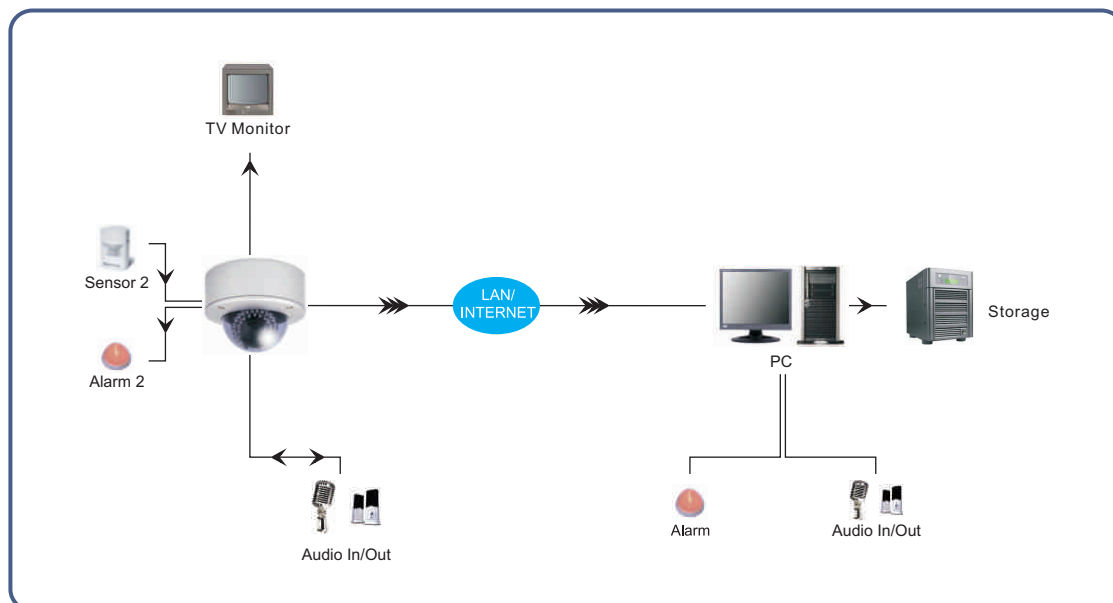 TV Monitor
Sensor 2
LAN/
INTERNET
Storage
PC
Alarm 2
Audio In/Out
Alarm
Audio In/Out